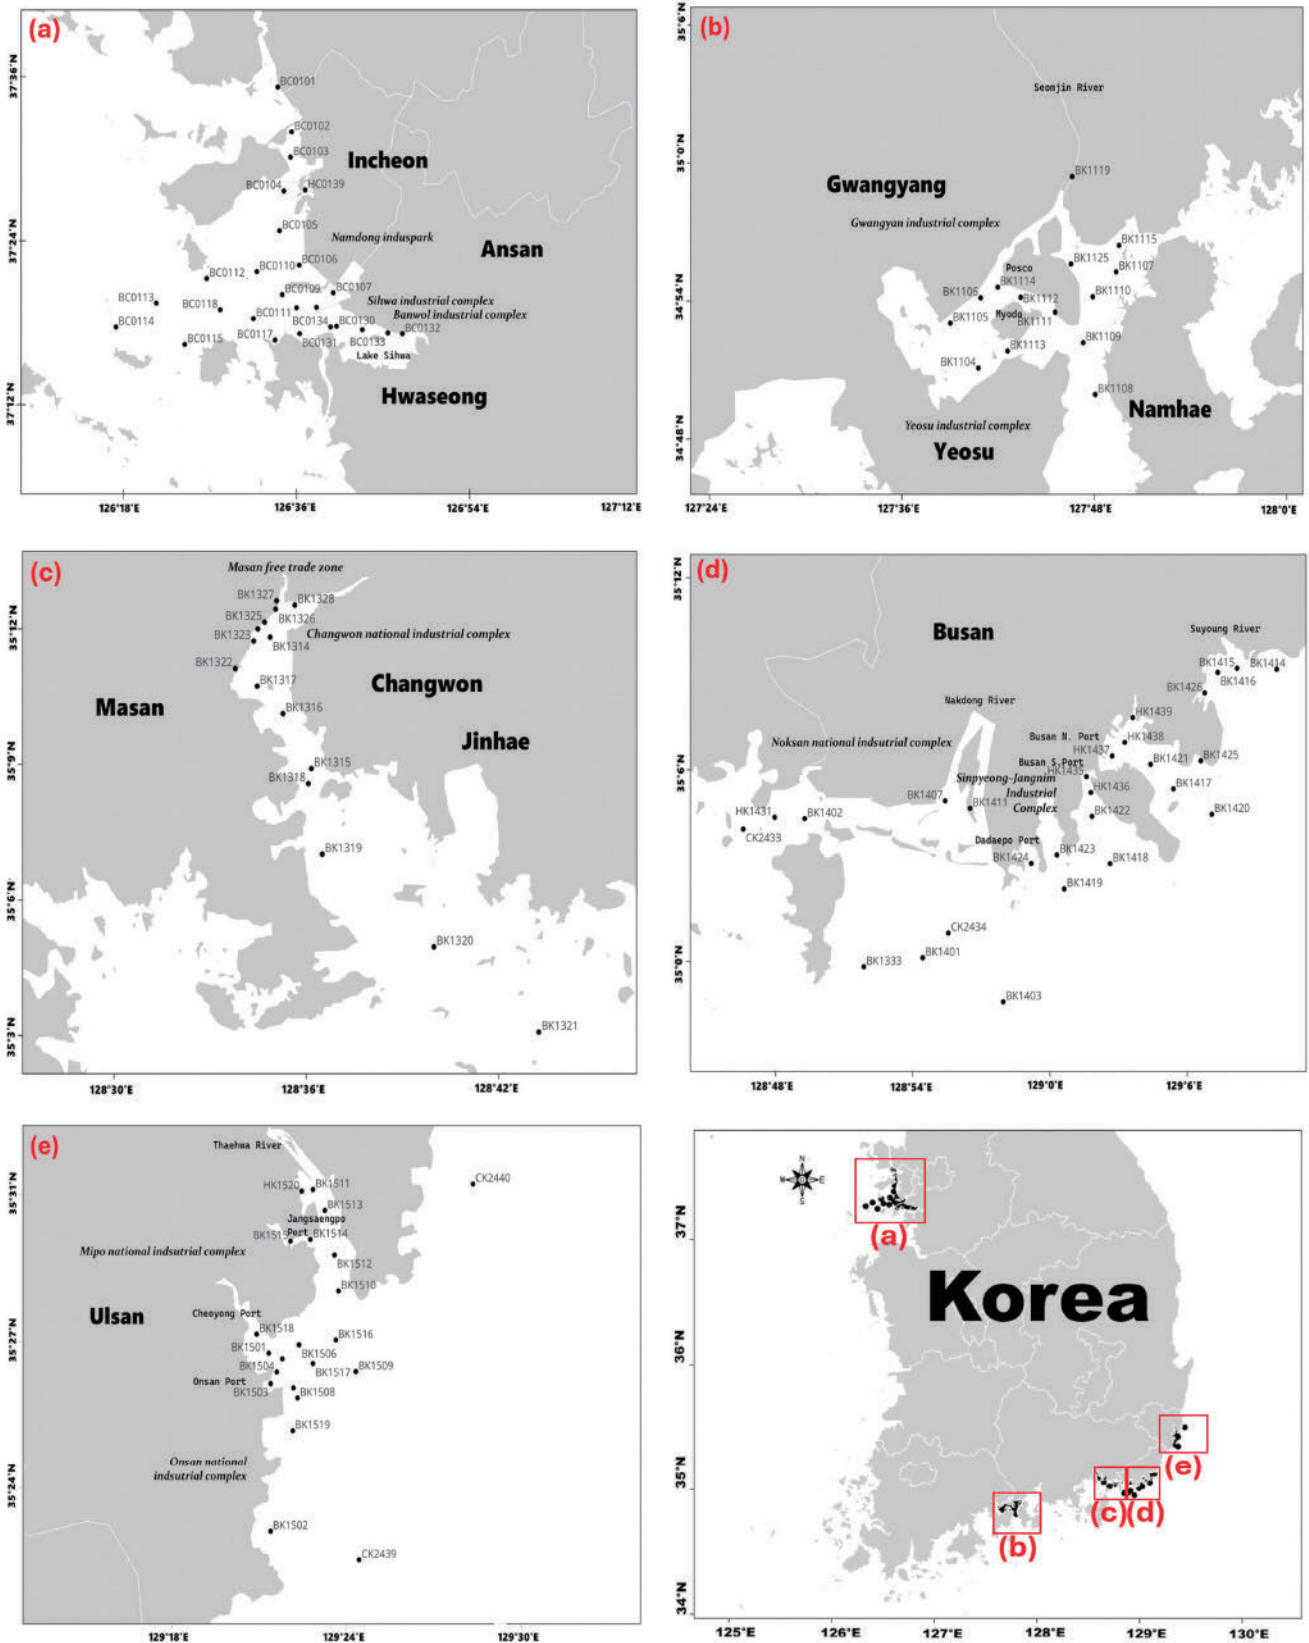 (a)
37°36'N
37°24'N
37°12'N
126°18'E
126°36'E
126°54'E
127°12'E
BC0101
BC0102
BC0103
Incheon
BC0104
HC0139
BC0105
Namdong induspark
Ansan
BC0106
BC0110
BC0112
BC0109
BC0107
BC0113
BC0118
Sihwa industrial complex
BC0111
Banwol industrial complex
BC0114
BC0134
BC0130
BC0132
BC0115
BC0117
BC0131
BC0133
Lake Sihwa
Hwaseong
(b)
35°6'N
35°0'N
34°54'N
34°48'N
127°24'E
127°36'E
127°48'E
128°0'E
Seomjin River
BK1119
Gwangyang
Gwangyan industrial complex
BK1115
BK1125
BK1107
Posco
BK1114
BK1106
BK1112
BK1110
Myodo
BK1105
BK1111
BK1109
BK1113
BK1104
BK1108
Namhae
Yeosu industrial complex
Yeosu
(c)
35°12'N
35°9'N
35°6'N
35°3'N
128°30'E
128°36'E
128°42'E
Masan free trade zone
BK1327
BK1328
BK1325
BK1326
BK1323
Changwon national industrial complex
BK1314
BK1322
BK1317
Changwon
Masan
BK1316
Jinhae
BK1315
BK1318
BK1319
BK1320
BK1321
(d)
35°12'N
35°6'N
35°0'N
128°48'E
128°54'E
129°0'E
129°6'E
Busan
Suyoung River
BK1415
BK1414
BK1416
BK1426
Nakdong River
HK1439
Busan N. Port
HK1438
Noksan national indsutrial complex
HK1437
BK1421
BK1425
Busan S.Port
HK1435
Sinpyeong-Jangnim
Industrial
Complex
HK1436
BK1417
BK1407
BK1411
HK1431
BK1402
BK1422
BK1420
CK2433
Dadaepo Port
BK1423
BK1424
BK1418
BK1419
CK2434
BK1401
BK1333
BK1403
(e)
35°31'N
35°27'N
35°24'N
129°18'E
129°24'E
129°30'E
Thaehwa River
CK2440
HK1520
BK1511
BK1513
Jangsaengpo
Port
BK1515
BK1514
Mipo national indsutrial complex
BK1512
BK1510
Ulsan
Cheoyong Port
BK1518
BK1516
BK1501
BK1506
BK1504
BK1517
BK1509
Onsan Port
BK1503
BK1508
BK1519
Onsan national
indsutrial complex
BK1502
CK2439
N
W
E
S
37°N
36°N
35°N
34°N
125°E
126°E
127°E
128°E
129°E
130°E
(a)
Korea
(e)
(c)
(d)
(b)